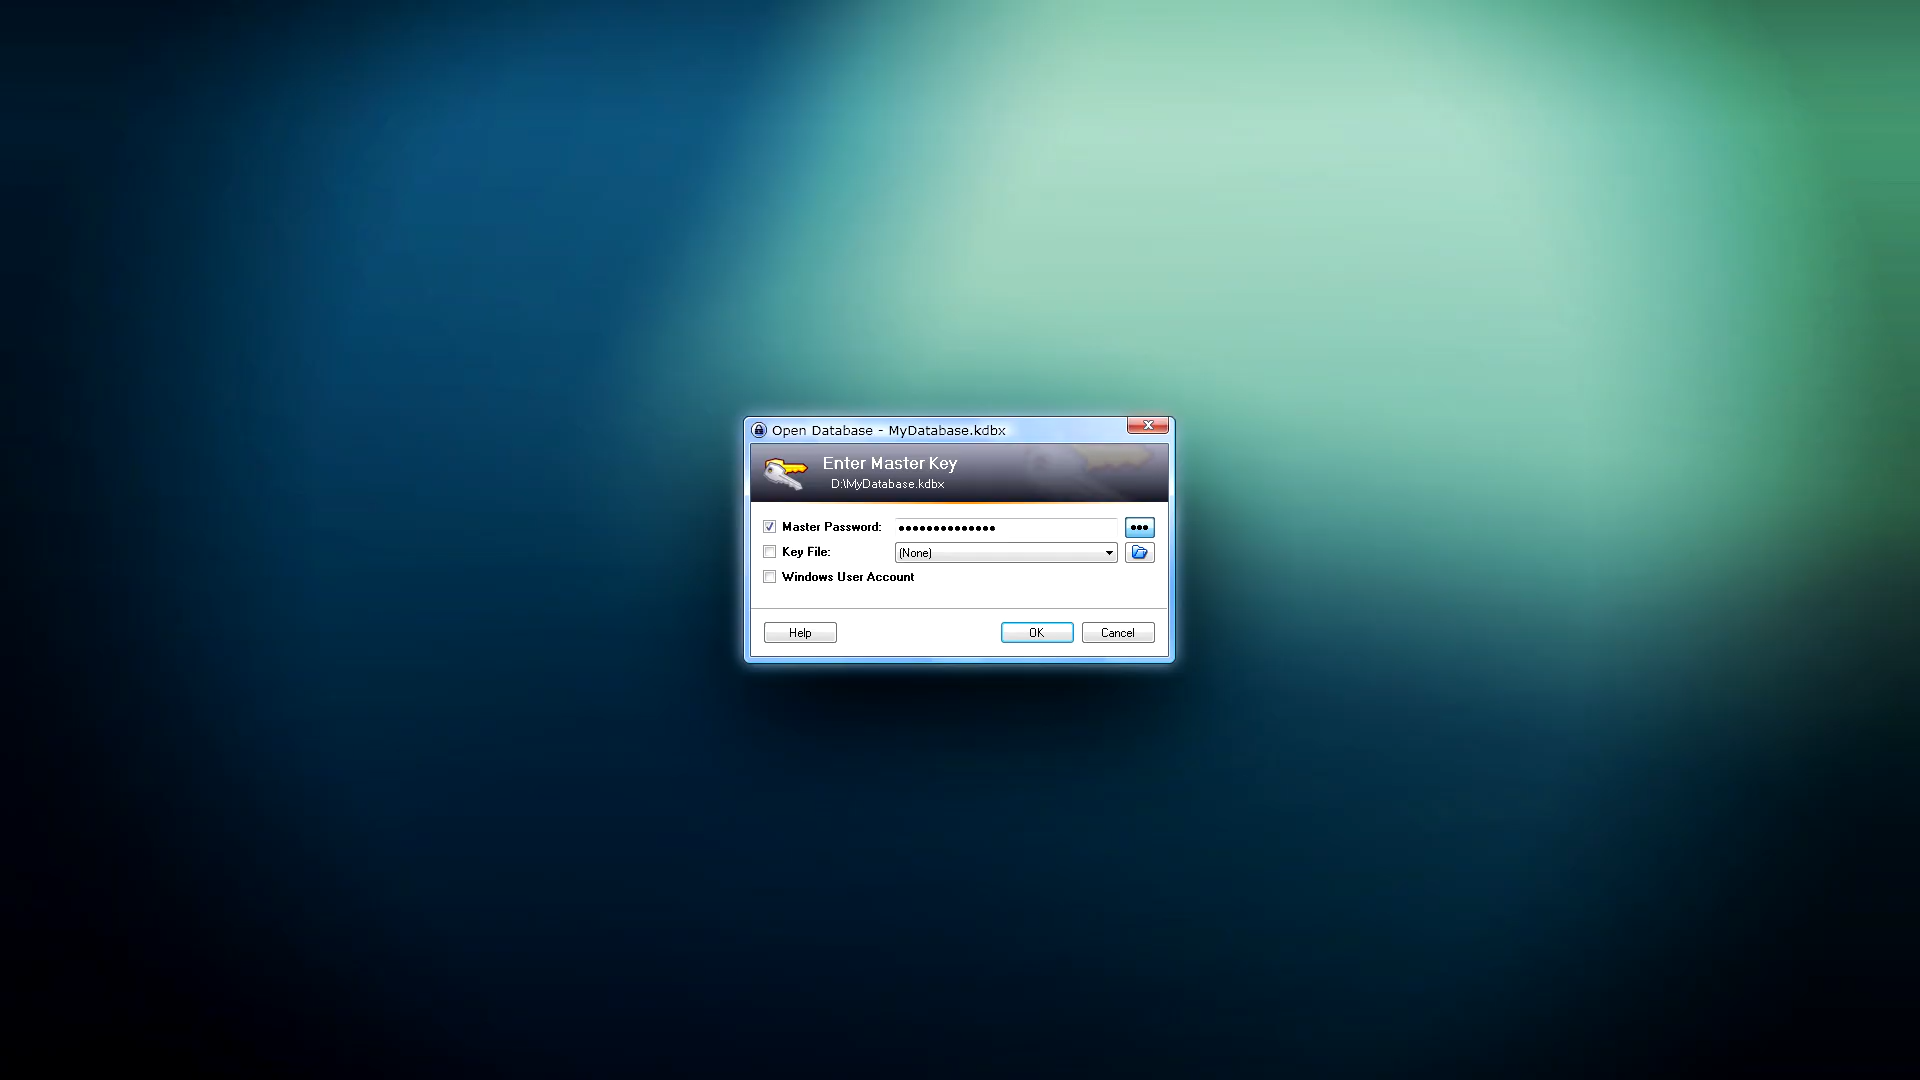 Open Database - MyDatabase.kdbx
Enter Master Key
D:\MyDatabase.kdbx
Master Password: ••••••••••••••
Key File: (None)
Windows User Account
Help OK Cancel